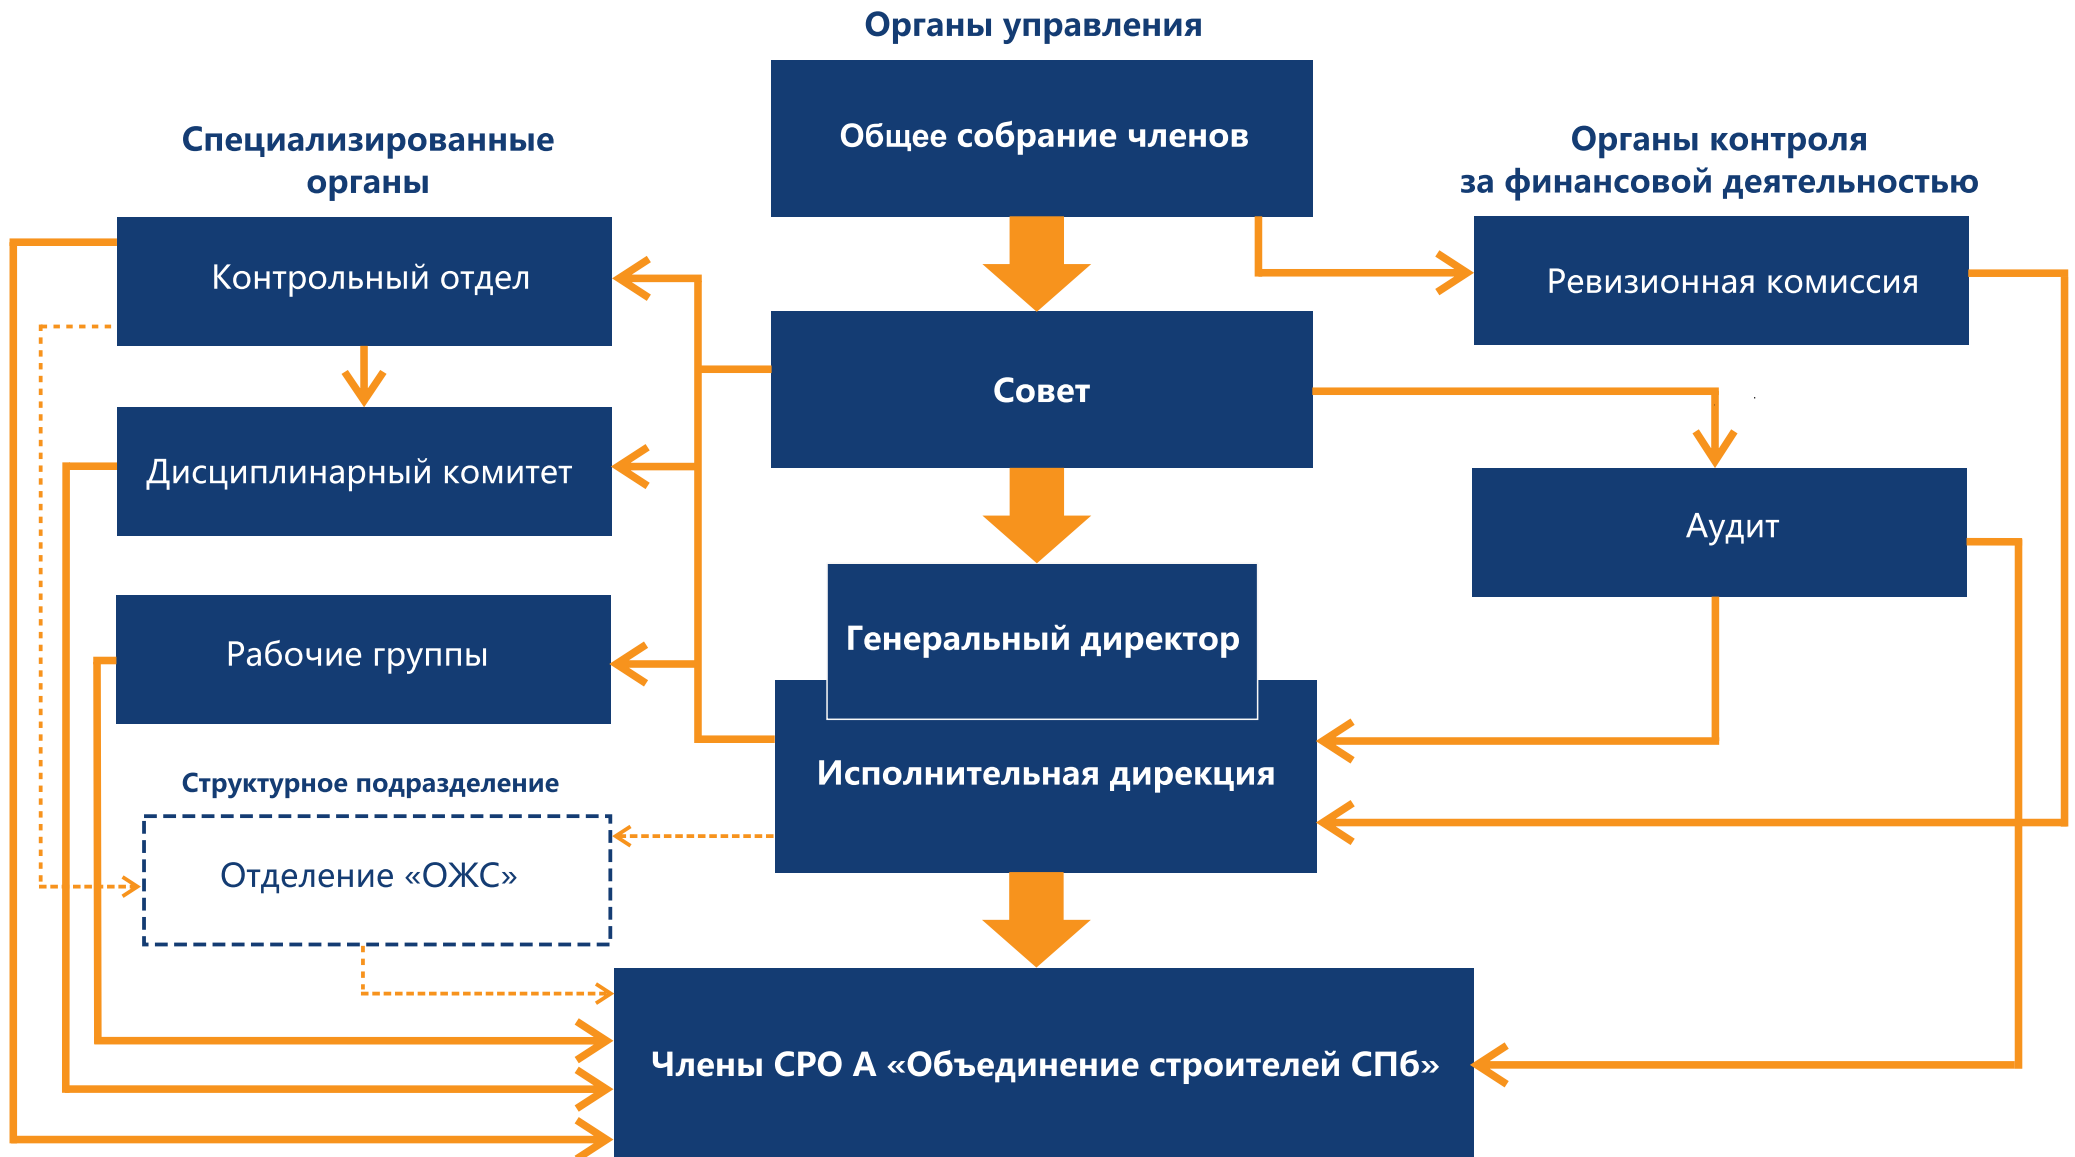 Органы управления
Общее собрание членов
Специализированные
органы
Органы контроля
за финансовой деятельностью
Контрольный отдел
Ревизионная комиссия
Совет
Дисциплинарный комитет
Аудит
Генеральный директор
Рабочие группы
Исполнительная дирекция
Структурное подразделение
Отделение «ОЖС»
Члены СРО А «Объединение строителей СПб»